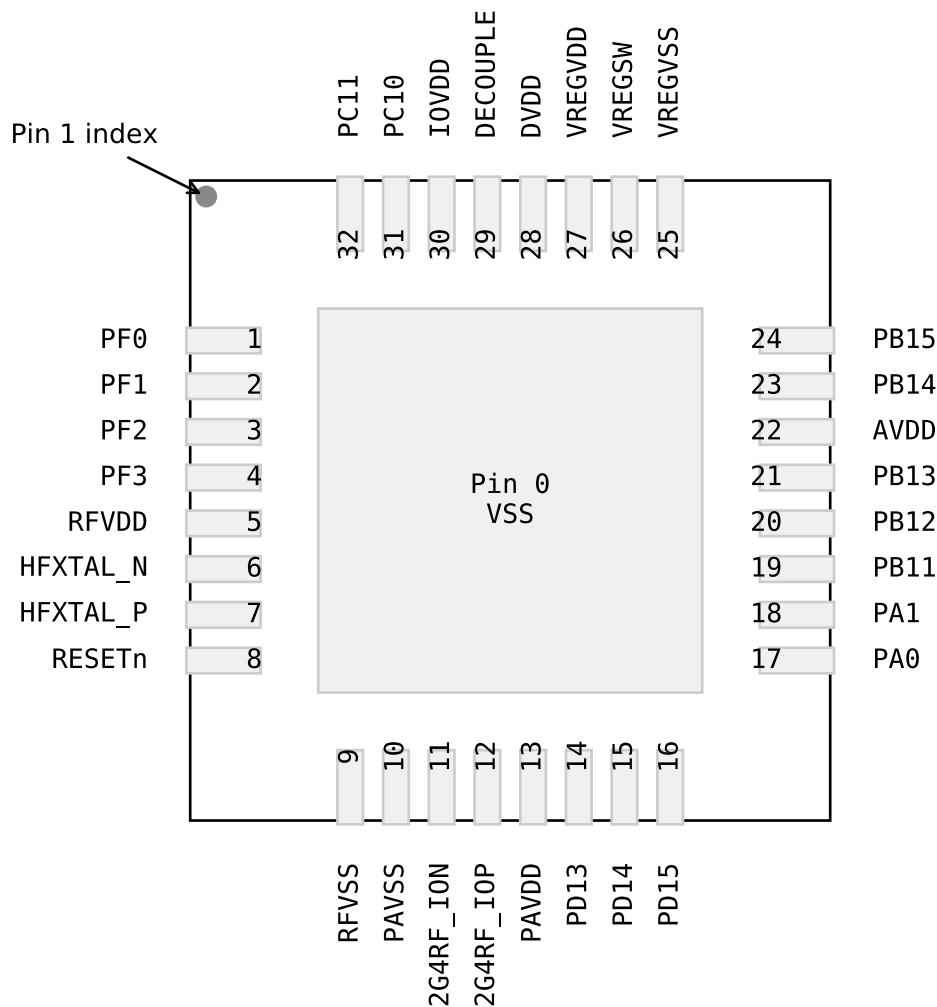 PC11
PC10
IOVDD
DECOUPLE
DVDD
VREGVDD
VREGSW
VREGVSS
Pin 1 index
32
31
30
29
28
27
26
25
PF0 1
PF1 2
PF2 3
PF3 4
RFVDD 5
HFXTAL_N 6
HFXTAL_P 7
RESETn 8
Pin 0
VSS
24 PB15
23 PB14
22 AVDD
21 PB13
20 PB12
19 PB11
18 PA1
17 PA0
9
10
11
12
13
14
15
16
RFVSS
PAVSS
2G4RF_ION
2G4RF_IOP
PAVDD
PD13
PD14
PD15